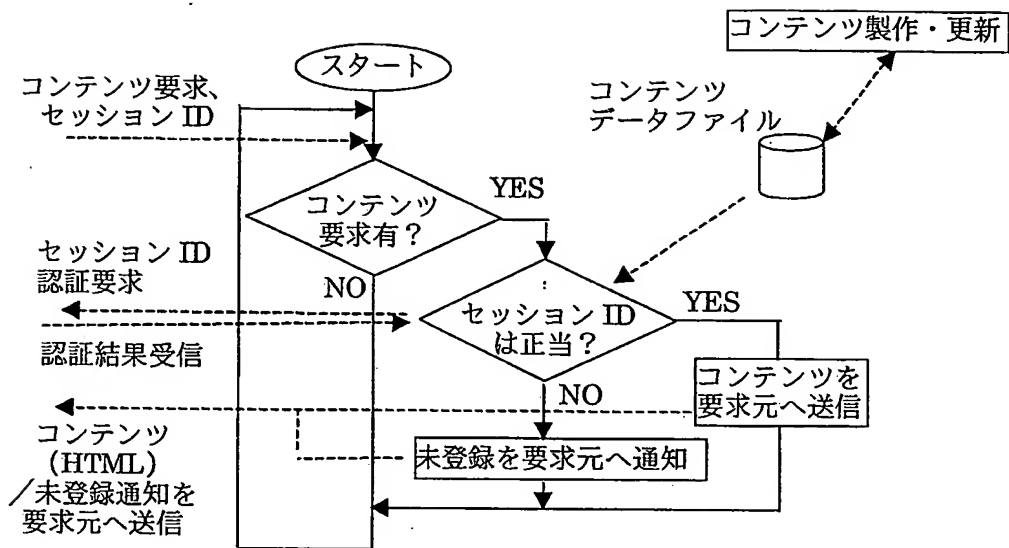 コンテンツ製作・更新
スタート
コンテンツ要求、
セッション ID
コンテンツ
データファイル
コンテンツ
要求有？
YES
NO
セッション ID
認証要求
セッション ID
は正当？
YES
NO
認証結果受信
コンテンツを
要求元へ送信
コンテンツ
(HTML)
／未登録通知を
要求元へ送信
未登録を要求元へ通知